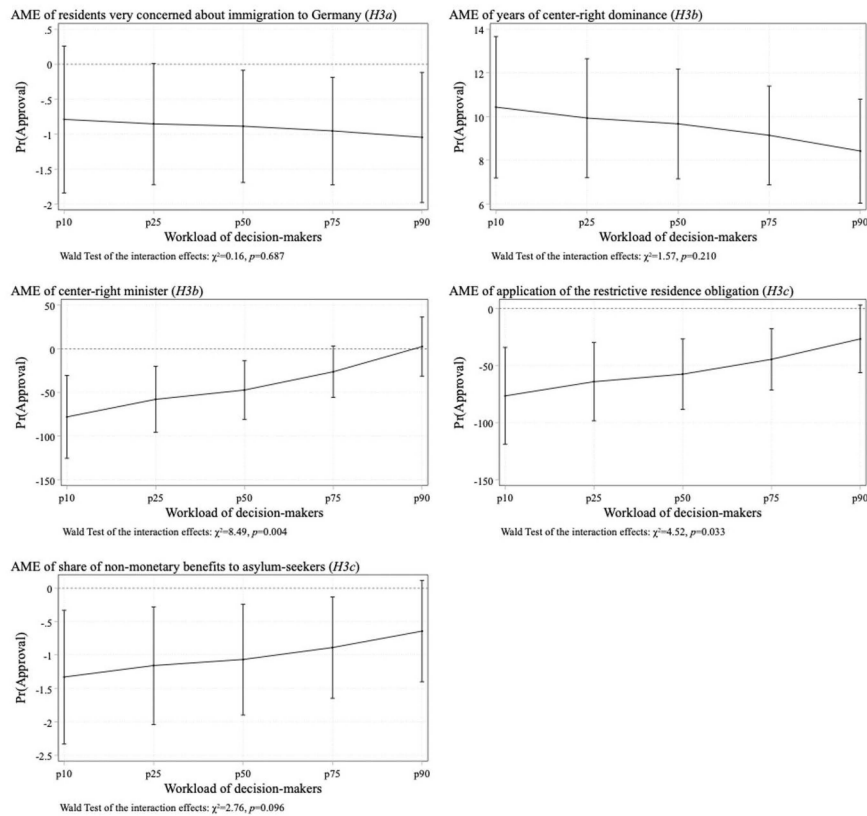 AME of residents very concerned about immigration to Germany (H3a)
.5
0
-.5
-1
-1.5
-2
Pr(Approval)
p10 p25 p50 p75 p90
Workload of decision-makers
Wald Test of the interaction effects: χ²=0.16, p=0.687
AME of years of center-right dominance (H3b)
14
12
10
8
6
Pr(Approval)
p10 p25 p50 p75 p90
Workload of decision-makers
Wald Test of the interaction effects: χ²=1.57, p=0.210
AME of center-right minister (H3b)
50
0
-50
-100
-150
Pr(Approval)
p10 p25 p50 p75 p90
Workload of decision-makers
Wald Test of the interaction effects: χ²=8.49, p=0.004
AME of application of the restrictive residence obligation (H3c)
0
-50
-100
-150
Pr(Approval)
p10 p25 p50 p75 p90
Workload of decision-makers
Wald Test of the interaction effects: χ²=4.52, p=0.033
AME of share of non-monetary benefits to asylum-seekers (H3c)
0
-.5
-1
-1.5
-2
-2.5
Pr(Approval)
p10 p25 p50 p75 p90
Workload of decision-makers
Wald Test of the interaction effects: χ²=2.76, p=0.096